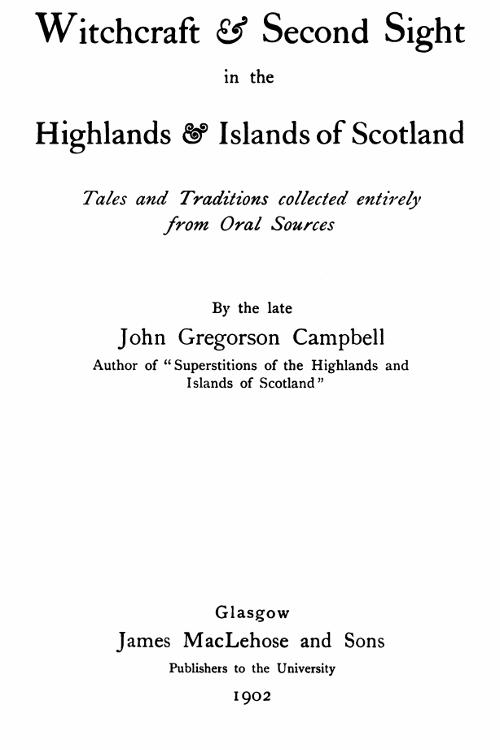 Witchcraft & Second Sight
in the
Highlands & Islands of Scotland
Tales and Traditions collected entirely
from Oral Sources
By the late
John Gregorson Campbell
Author of "Superstitions of the Highlands and
Islands of Scotland"
Glasgow
James MacLehose and Sons
Publishers to the University
1902